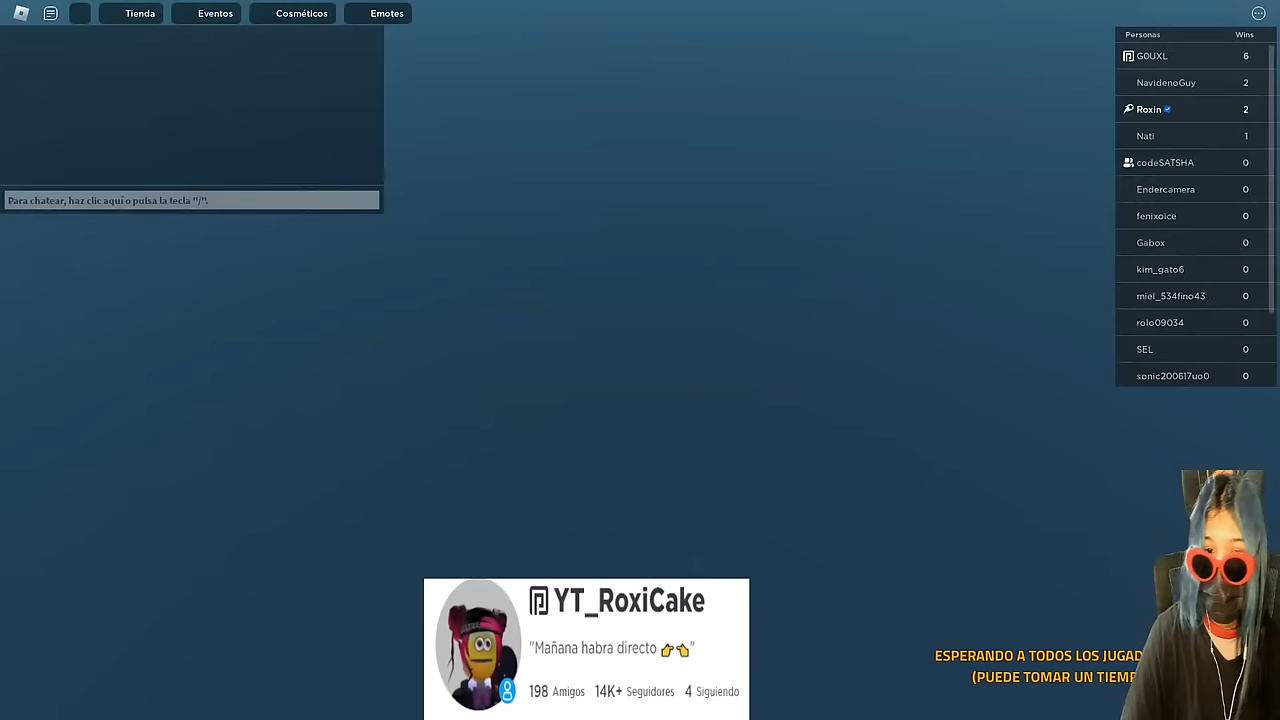 Tienda
Eventos
Cosméticos
Emotes
Para chatear, haz clic aquí o pulsa la tecla "/".
Personas Wins
G0UXL 6
NavidenoGuy 2
Roxin 2
Nati 1
codeSATSHA 0
Endercamera 0
fenixoice 0
Gabox 0
kim_gato6 0
miel_534fino43 0
rolo09034 0
SEL 0
sonic200617uo0 0
YT_RoxiCake
"Mañana habra directo 👉👈"
198 Amigos 14K+ Seguidores 4 Siguiendo
ESPERANDO A TODOS LOS JUGAD
(PUEDE TOMAR UN TIEMP